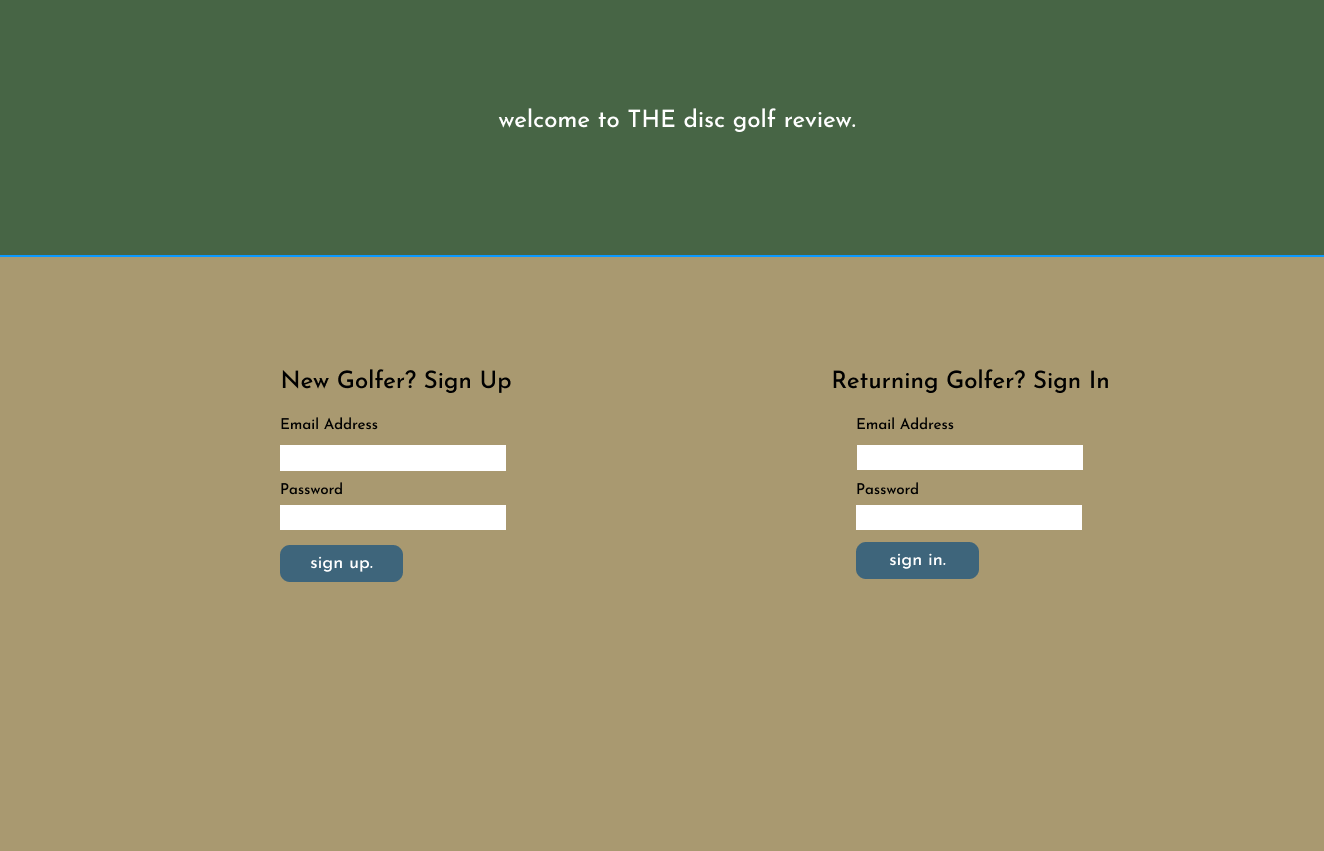 welcome to THE disc golf review.
New Golfer? Sign Up
Email Address
Password
sign up.
Returning Golfer? Sign In
Email Address
Password
sign in.